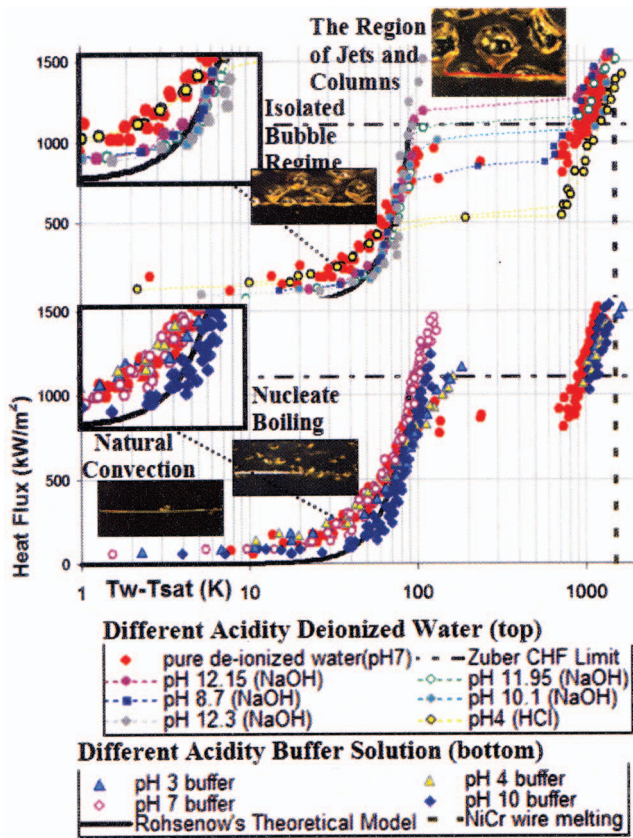 The Region
of Jets and
Columns
Isolated
Bubble
Regime
1500
1000
500
1500
1000
500
0
Nucleate
Boiling
Natural
Convection
Heat Flux (kW/m²)
1
10
100
1000
Tw-Tsat (K)
Different Acidity Deionized Water (top)
pure de-ionized water(pH7)
Zuber CHF Limit
pH 12.15 (NaOH)
pH 11.95 (NaOH)
pH 8.7 (NaOH)
pH 10.1 (NaOH)
pH 12.3 (NaOH)
pH4 (HCl)
Different Acidity Buffer Solution (bottom)
pH 3 buffer
pH 4 buffer
pH 7 buffer
pH 10 buffer
Rohsenow's Theoretical Model
NiCr wire melting